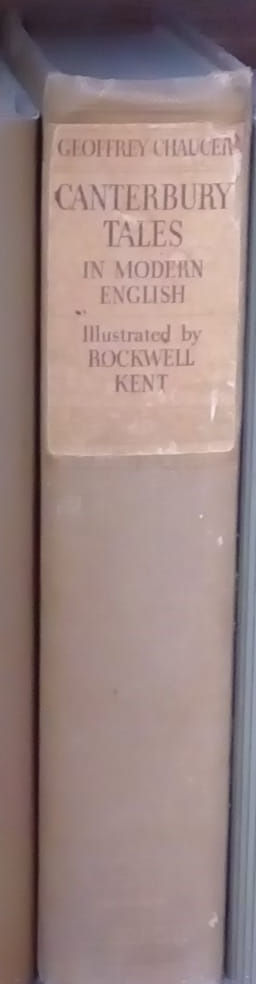 GEOFFREY CHAUCER
CANTERBURY
TALES
IN MODERN
ENGLISH
Illustrated by
ROCKWELL
KENT